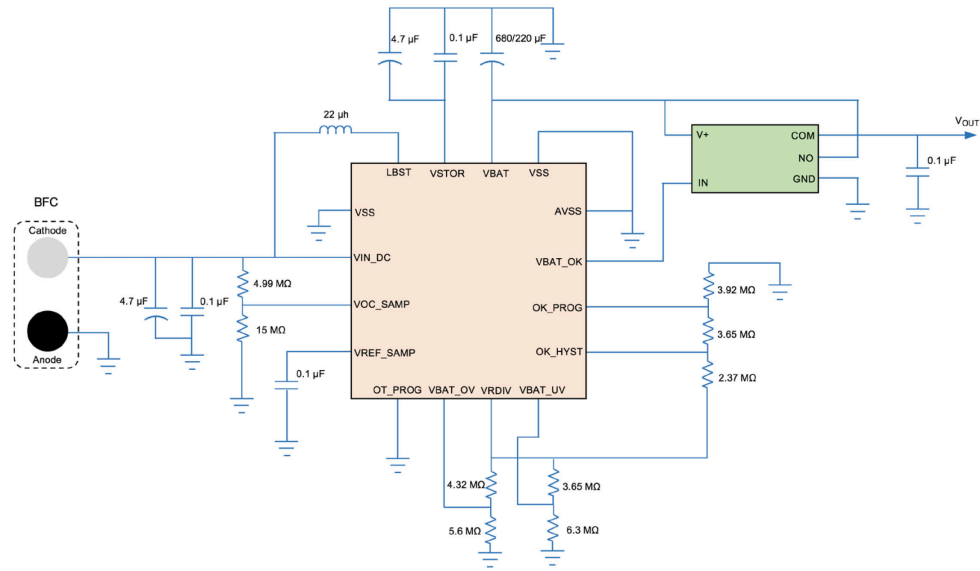 4.7 µF
0.1 µF
680/220 µF
22 µh
LBST
VSTOR
VBAT
VSS
V+
COM
NO
GND
IN
VOUT
0.1 µF
BFC
Cathode
Anode
VSS
AVSS
VIN_DC
VBAT_OK
4.7 µF
0.1 µF
4.99 MΩ
VOC_SAMP
OK_PROG
3.92 MΩ
15 MΩ
3.65 MΩ
VREF_SAMP
OK_HYST
0.1 µF
2.37 MΩ
OT_PROG
VBAT_OV
VRDIV
VBAT_UV
4.32 MΩ
3.65 MΩ
5.6 MΩ
6.3 MΩ